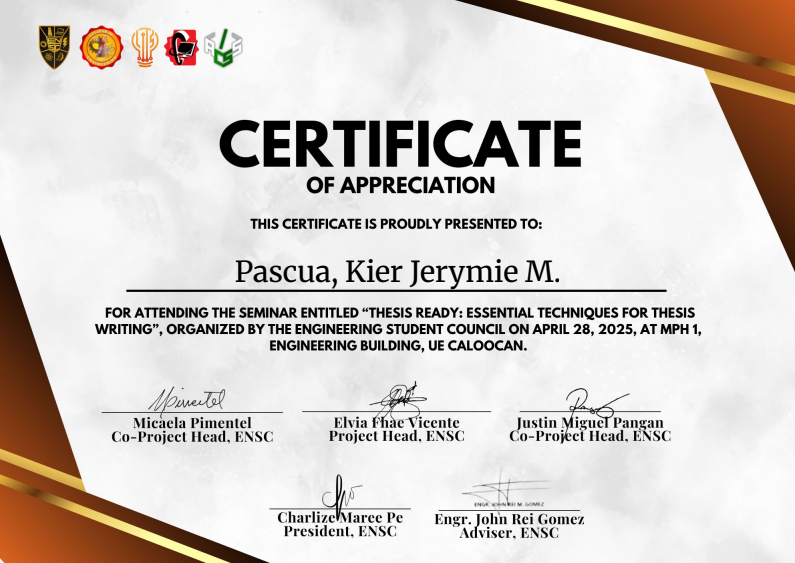 CERTIFICATE
OF APPRECIATION
THIS CERTIFICATE IS PROUDLY PRESENTED TO:
Pascua, Kier Jerymie M.
FOR ATTENDING THE SEMINAR ENTITLED “THESIS READY: ESSENTIAL TECHNIQUES FOR THESIS
WRITING”, ORGANIZED BY THE ENGINEERING STUDENT COUNCIL ON APRIL 28, 2025, AT MPH 1,
ENGINEERING BUILDING, UE CALOOCAN.
Micaela Pimentel
Co-Project Head, ENSC
Elvia Fhae Vicente
Project Head, ENSC
Justin Miguel Pangan
Co-Project Head, ENSC
Charlize Maree Pe
President, ENSC
ENGR. JOHN REI M. GOMEZ
Engr. John Rei Gomez
Adviser, ENSC